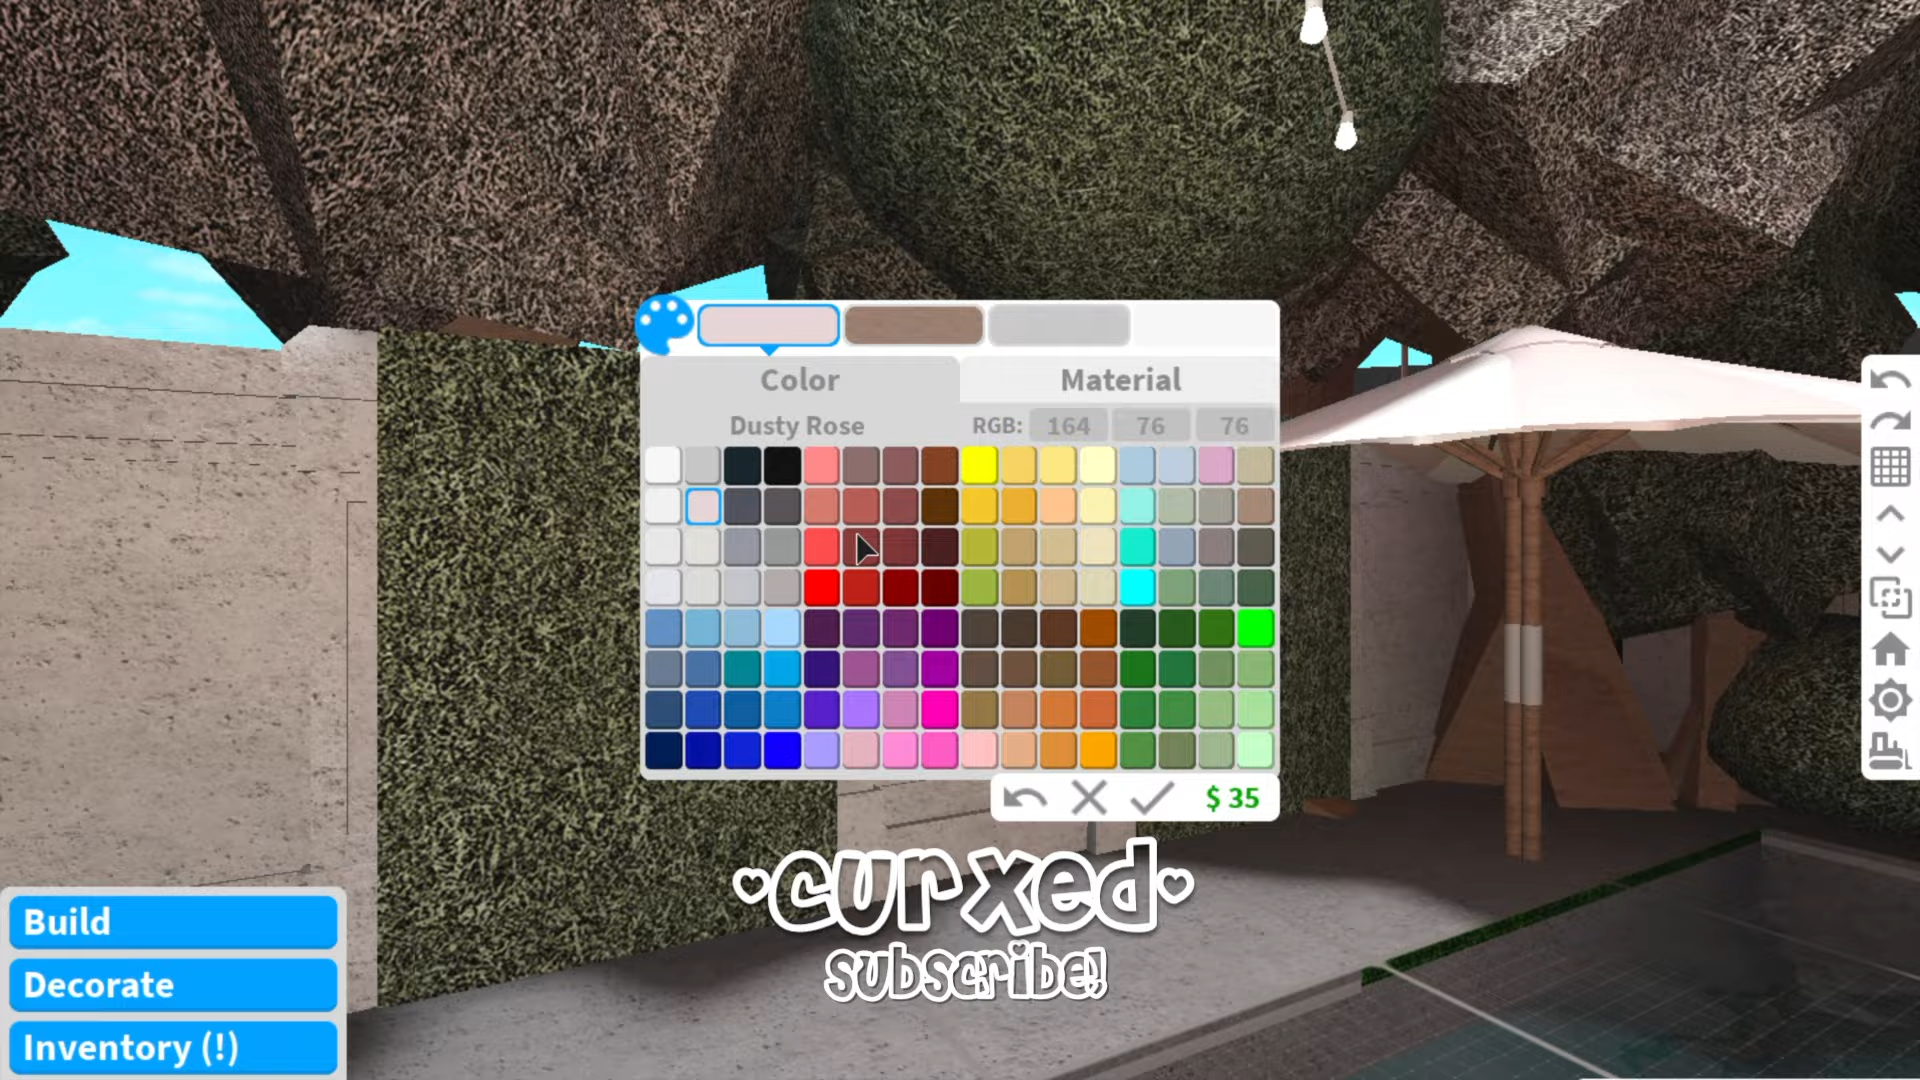 Color
Material
Dusty Rose
RGB: 164 76 76
$ 35
•curxed•
subscribe!
Build
Decorate
Inventory (!)